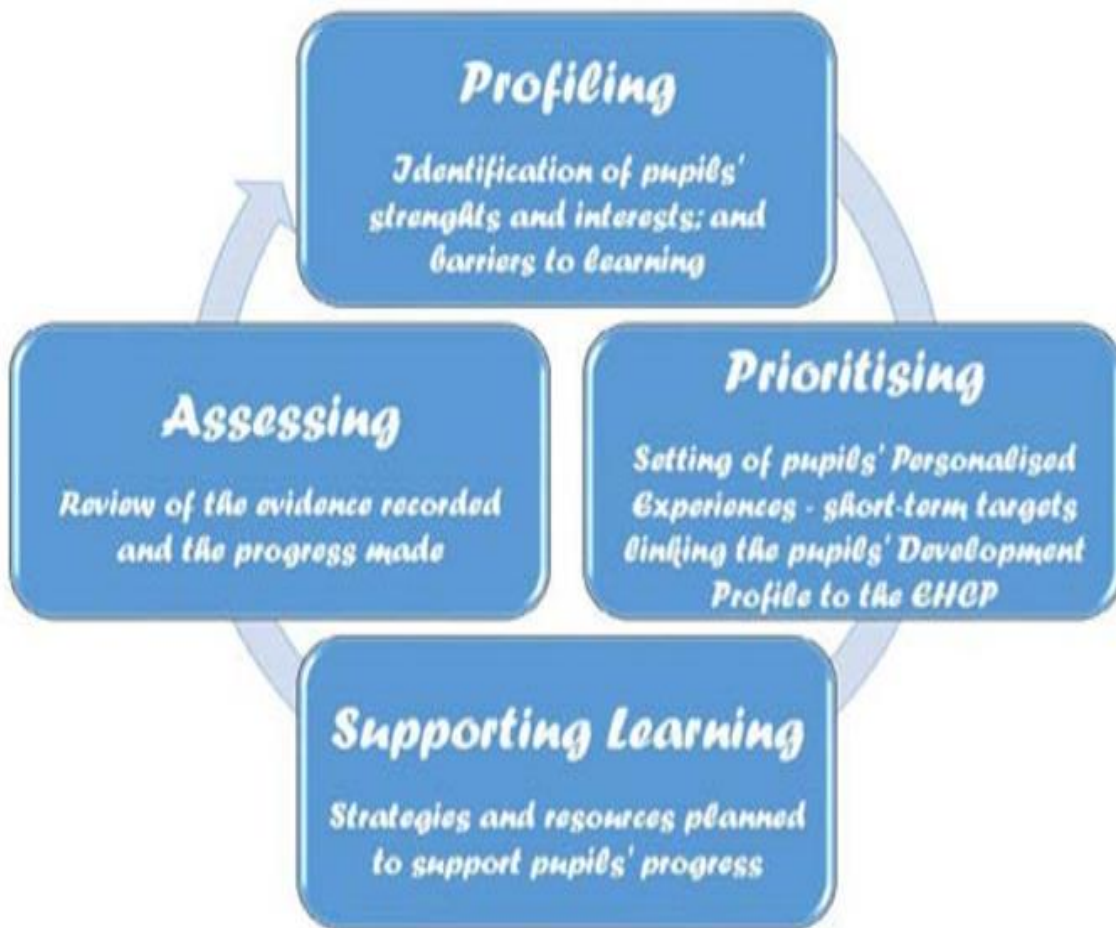 Profiling
Identification of pupils'
strenghts and interests; and
barriers to learning
Prioritising
Setting of pupils' Personalised
Experiences - short-term targets
linking the pupils' Development
Profile to the EHCP
Supporting Learning
Strategies and resources planned
to support pupils' progress
Assessing
Review of the evidence recorded
and the progress made